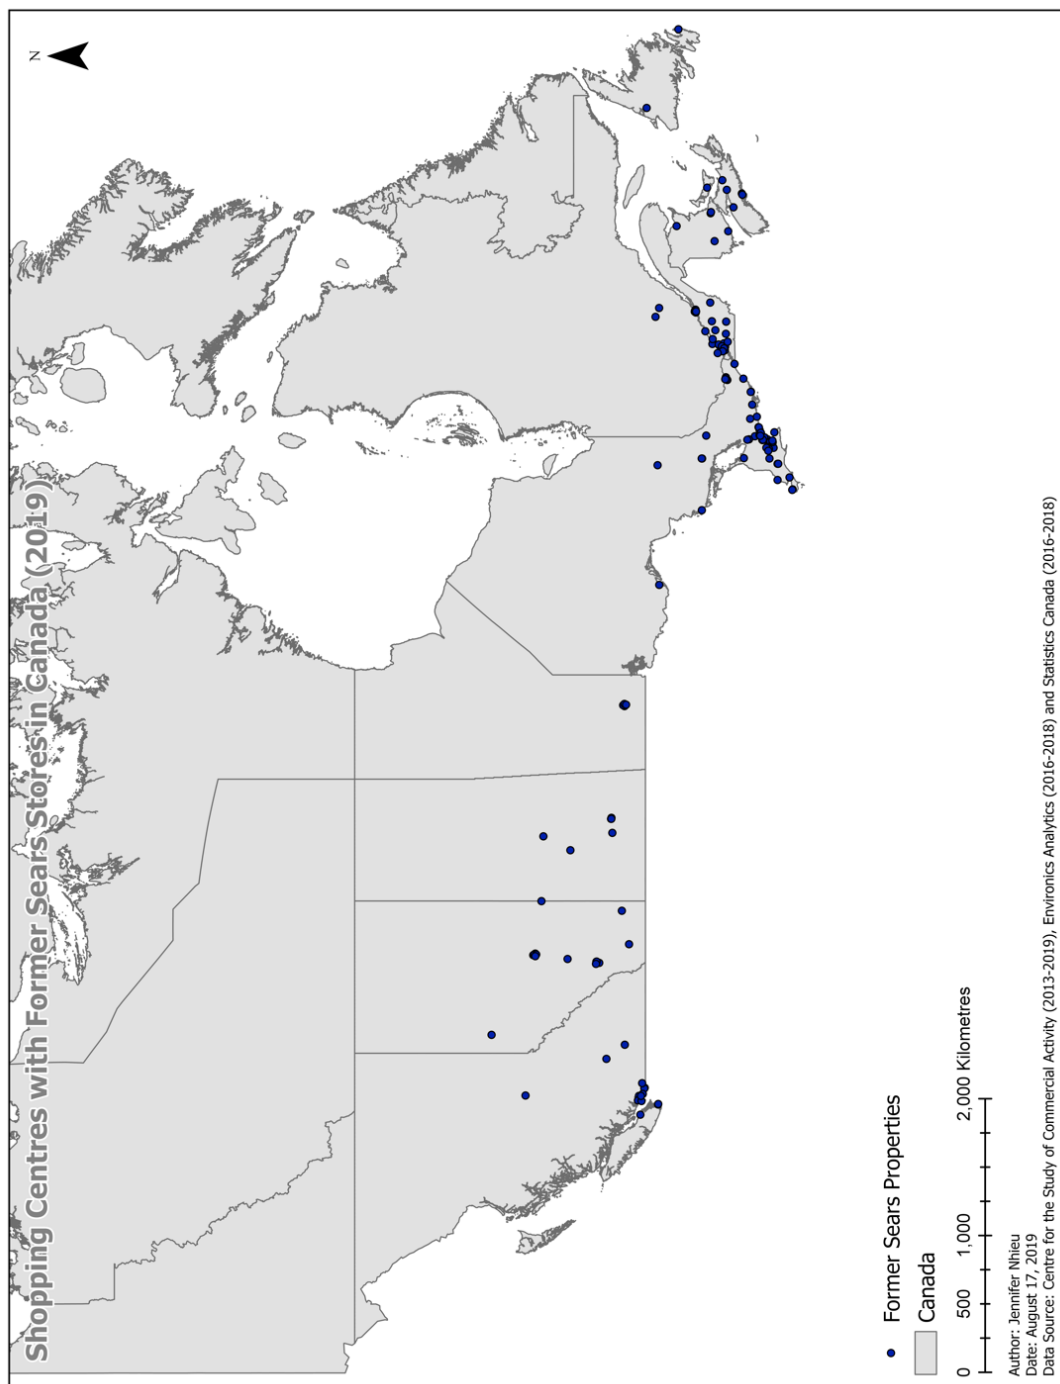 Shopping Centres with Former Sears Stores in Canada (2019)
N
Former Sears Properties
Canada
0 500 1,000 2,000 Kilometres
Author: Jennifer Nhieu
Date: August 17, 2019
Data Source: Centre for the Study of Commercial Activity (2013-2019), Environics Analytics (2016-2018) and Statistics Canada (2016-2018)